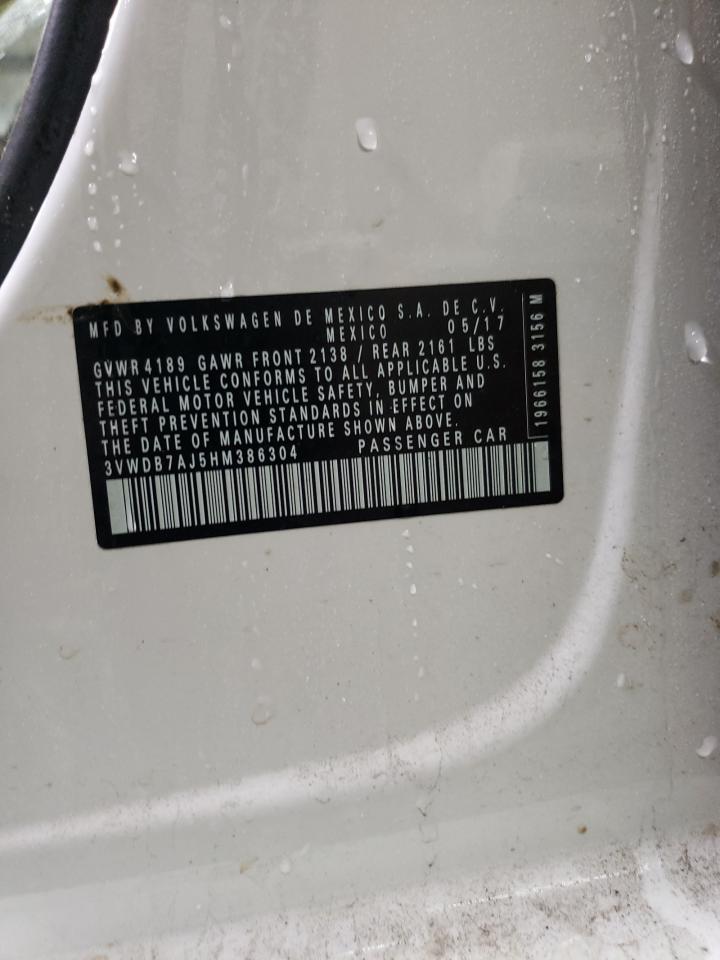 MFD BY VOLKSWAGEN DE MEXICO S.A. DE C.V.
MEXICO 05/17
GVWR 4189 GAWR FRONT 2138 / REAR 2161 LBS
THIS VEHICLE CONFORMS TO ALL APPLICABLE U.S.
FEDERAL MOTOR VEHICLE SAFETY, BUMPER AND
THEFT PREVENTION STANDARDS IN EFFECT ON
THE DATE OF MANUFACTURE SHOWN ABOVE.
3VWDB7AJ5HM386304 PASSENGER CAR
1966158 3156 M